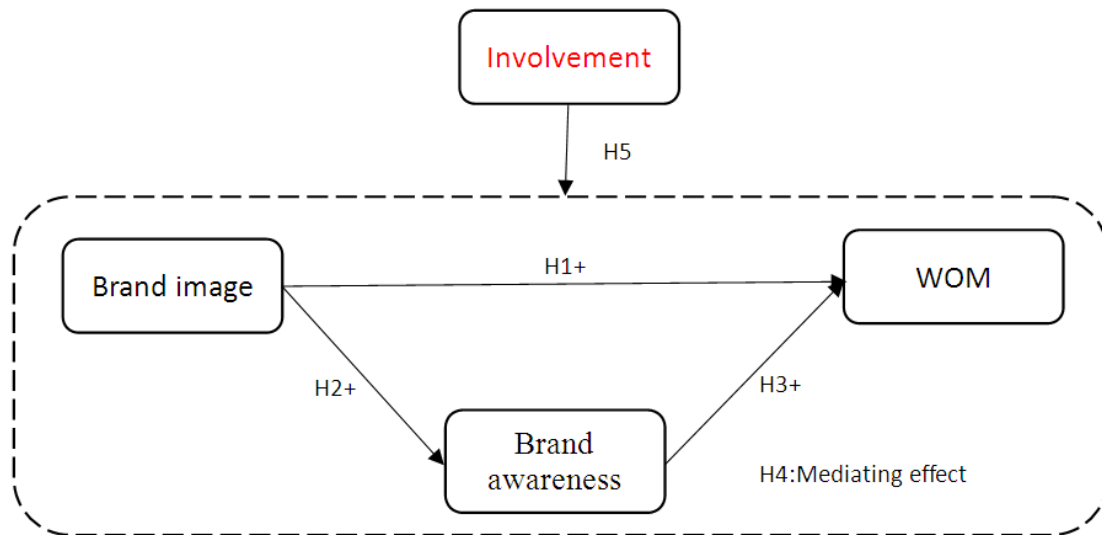 Involvement
H5
Brand image
H1+
WOM
H2+
H3+
Brand
awareness
H4:Mediating effect